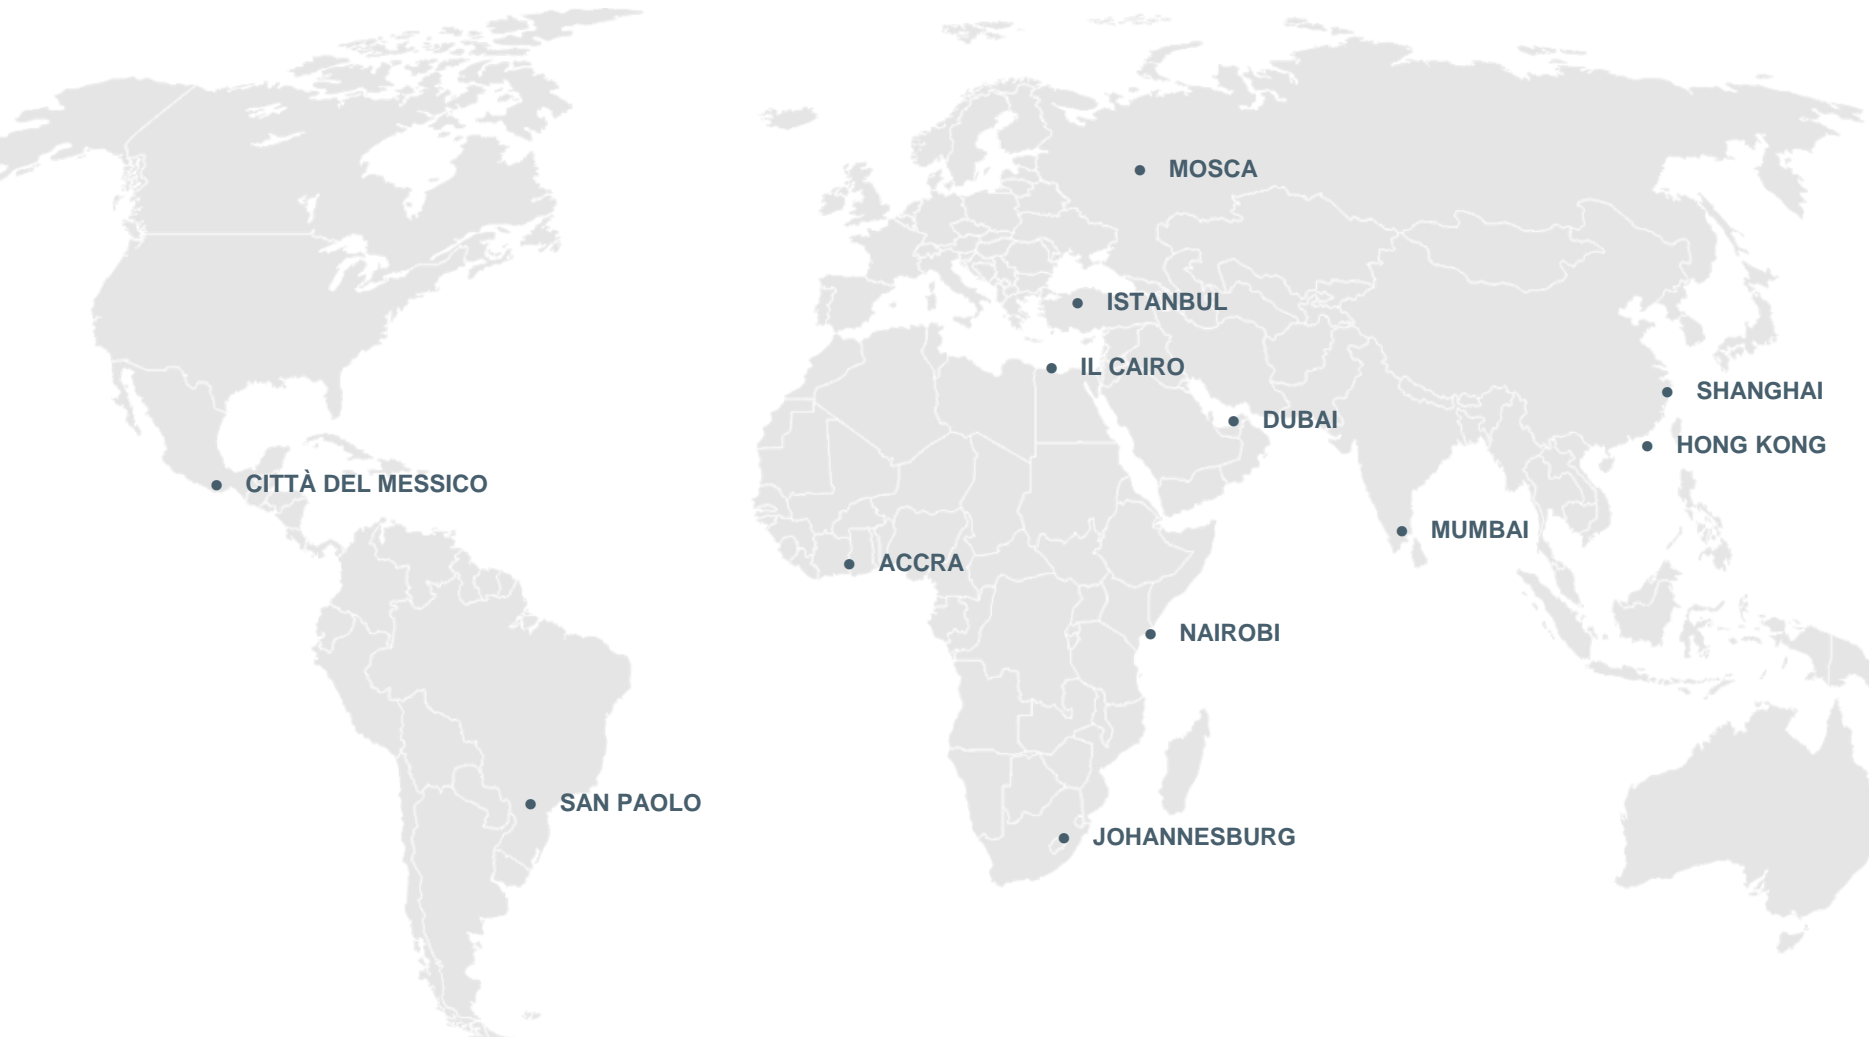 MOSCA
ISTANBUL
IL CAIRO
SHANGHAI
DUBAI
HONG KONG
CITTÀ DEL MESSICO
MUMBAI
ACCRA
NAIROBI
SAN PAOLO
JOHANNESBURG